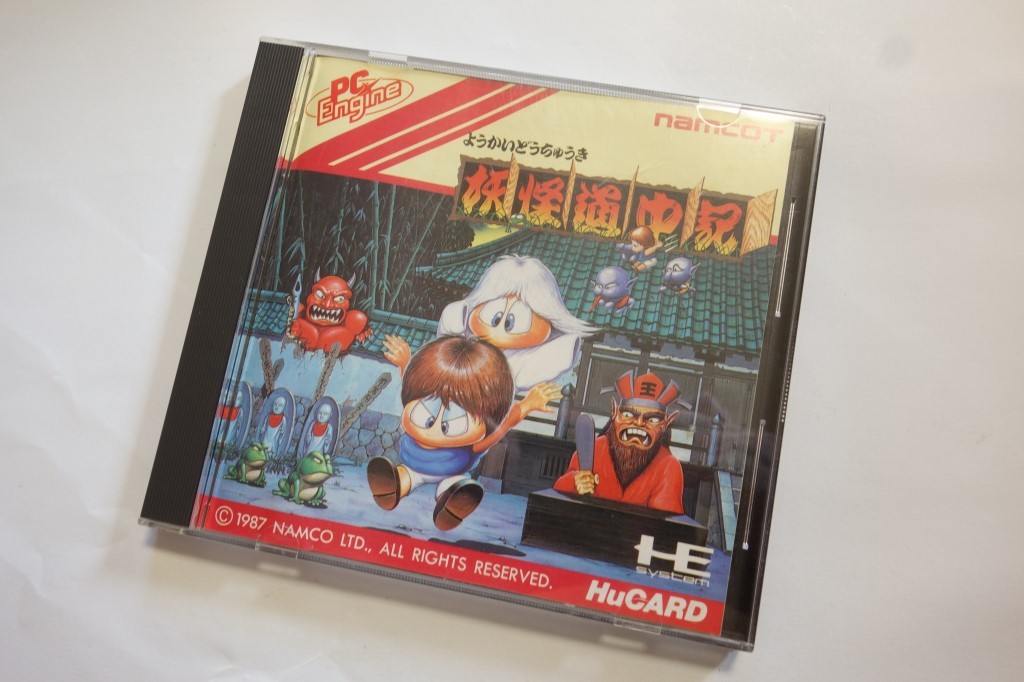 PC
Engine
namcoT
ようかいどうちゅうき
妖怪道中記
王
© 1987 NAMCO LTD., ALL RIGHTS RESERVED.
HE
system
HuCARD